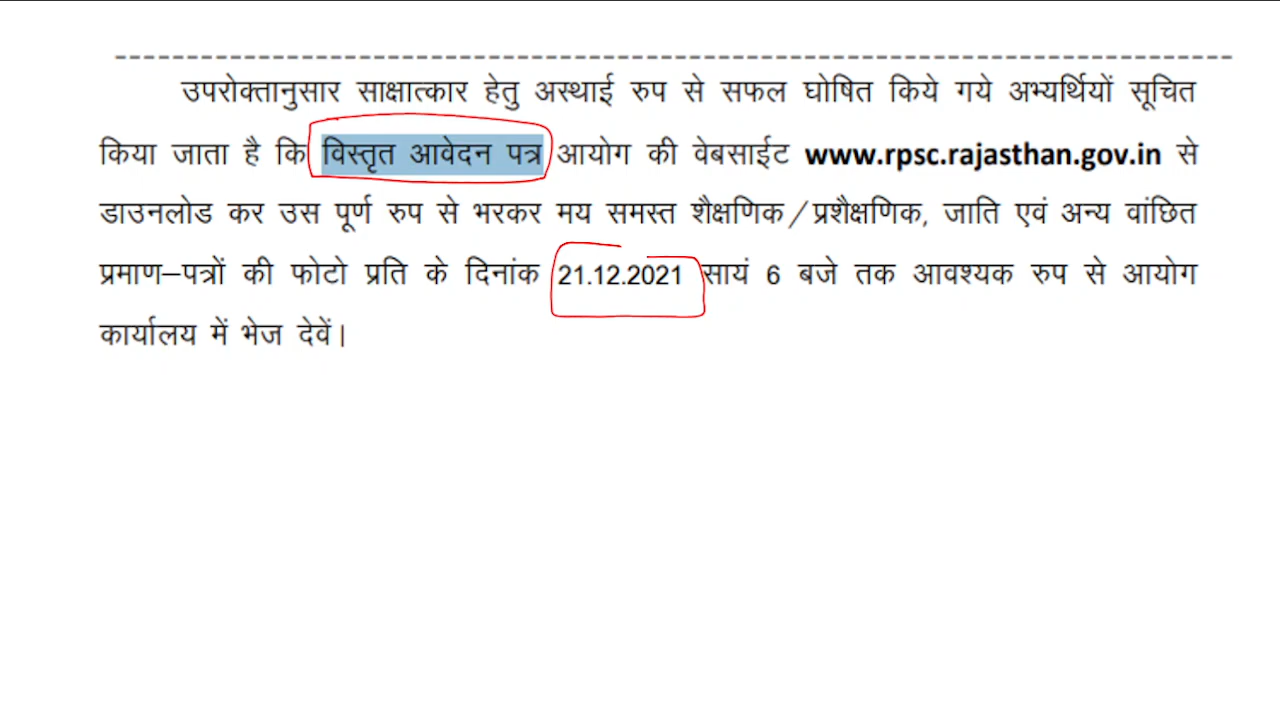 उपरोक्तानुसार साक्षात्कार हेतु अस्थाई रुप से सफल घोषित किये गये अभ्यर्थियों सूचित
किया जाता है कि विस्तृत आवेदन पत्र आयोग की वेबसाईट www.rpsc.rajasthan.gov.in से
डाउनलोड कर उस पूर्ण रुप से भरकर मय समस्त शैक्षणिक/प्रशैक्षणिक, जाति एवं अन्य वांछित
प्रमाण–पत्रों की फोटो प्रति के दिनांक 21.12.2021 सायं 6 बजे तक आवश्यक रुप से आयोग
कार्यालय में भेज देवें।